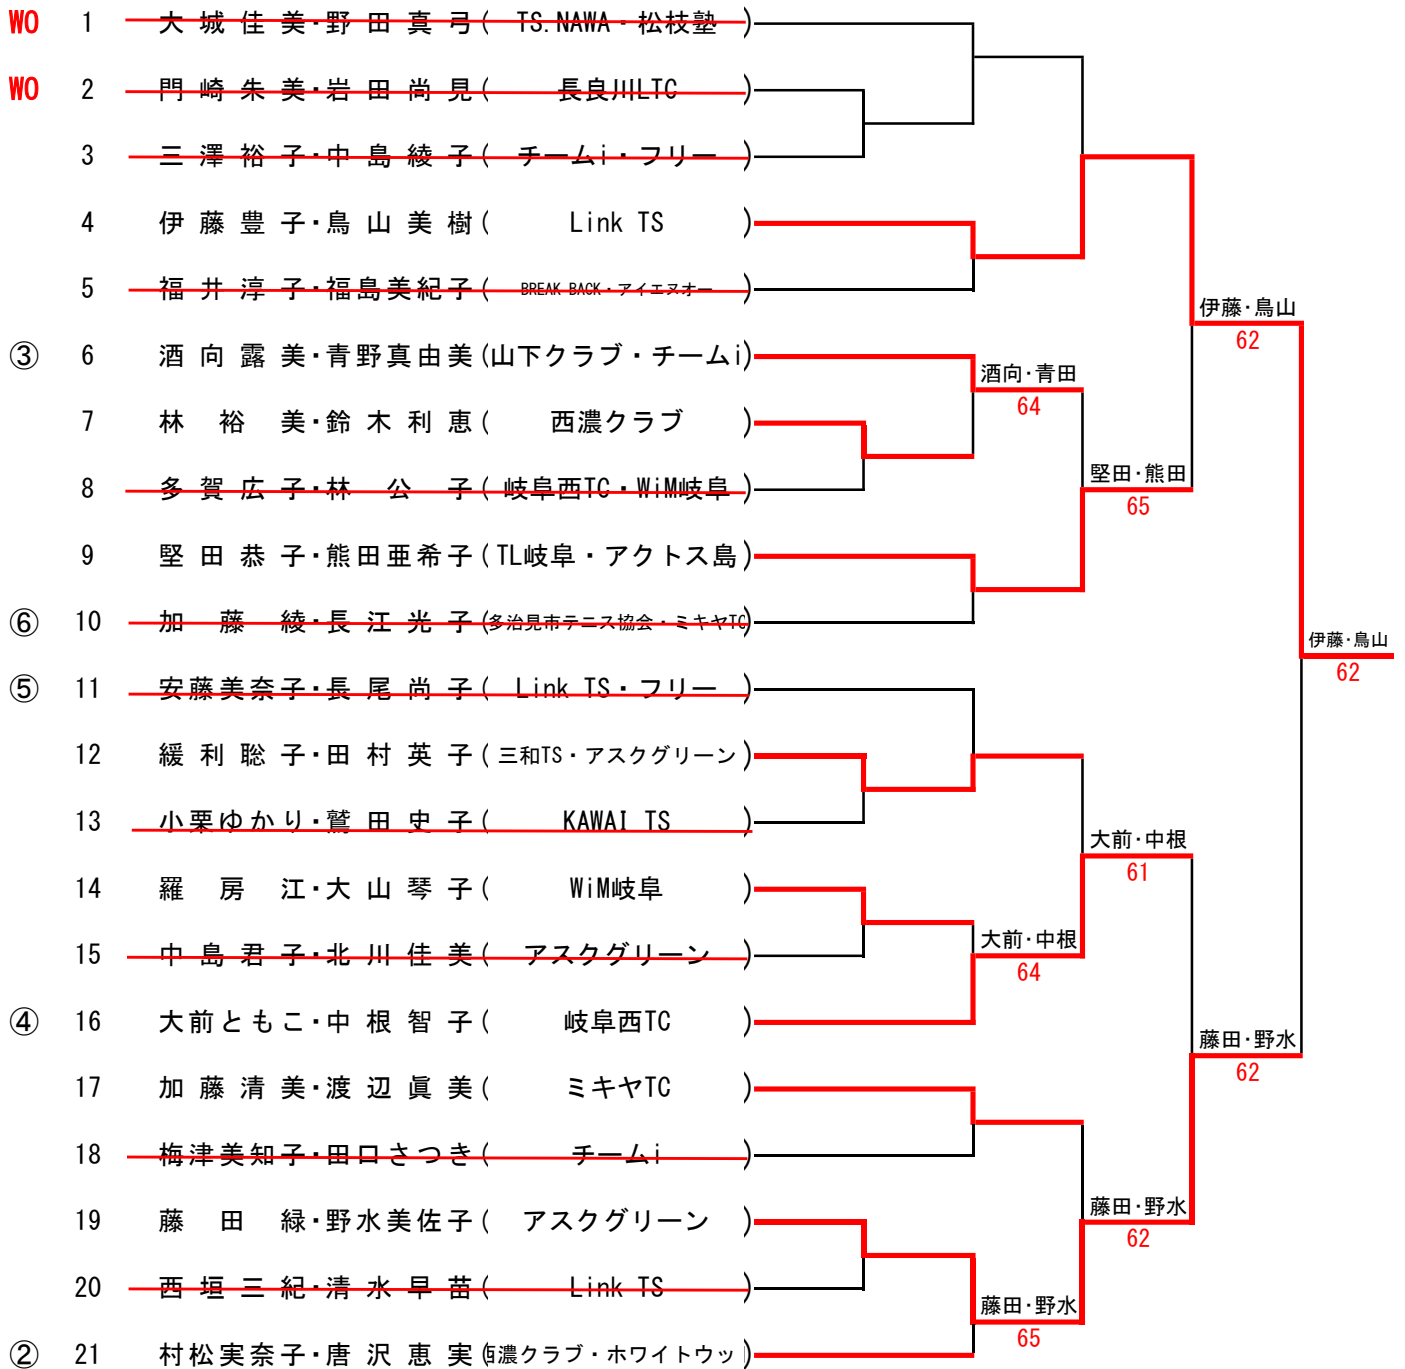 WO 1 大城佳美・野田真弓(TS.NAWA・松枝塾)
WO 2 門崎朱美・岩田尚見(長良川LTC)
3 三澤裕子・中島綾子(チームi・フリー)
4 伊藤豊子・鳥山美樹(Link TS)
5 福井淳子・福島美紀子(BREAK BACK・アイエヌオー)
伊藤・鳥山
62
③ 6 酒向露美・青野真由美(山下クラブ・チームi)
酒向・青田
64
7 林裕美・鈴木利恵(西濃クラブ)
堅田・熊田
65
8 多賀広子・林公子(岐阜西TC・WiM岐阜)
9 堅田恭子・熊田亜希子(TL岐阜・アクトス島)
⑥ 10 加藤綾・長江光子(多治見市テニス協会・ミキヤTC)
伊藤・鳥山
62
⑤ 11 安藤美奈子・長尾尚子(Link TS・フリー)
12 緩利聡子・田村英子(三和TS・アスクグリーン)
13 小栗ゆかり・鷲田史子(KAWAI TS)
大前・中根
61
14 羅房江・大山琴子(WiM岐阜)
大前・中根
64
15 中島君子・北川佳美(アスクグリーン)
④ 16 大前ともこ・中根智子(岐阜西TC)
藤田・野水
62
17 加藤清美・渡辺眞美(ミキヤTC)
18 梅津美知子・田口さつき(チームi)
藤田・野水
62
19 藤田緑・野水美佐子(アスクグリーン)
20 西垣三紀・清水早苗(Link TS)
藤田・野水
65
② 21 村松実奈子・唐沢恵実(西濃クラブ・ホワイトウッ)